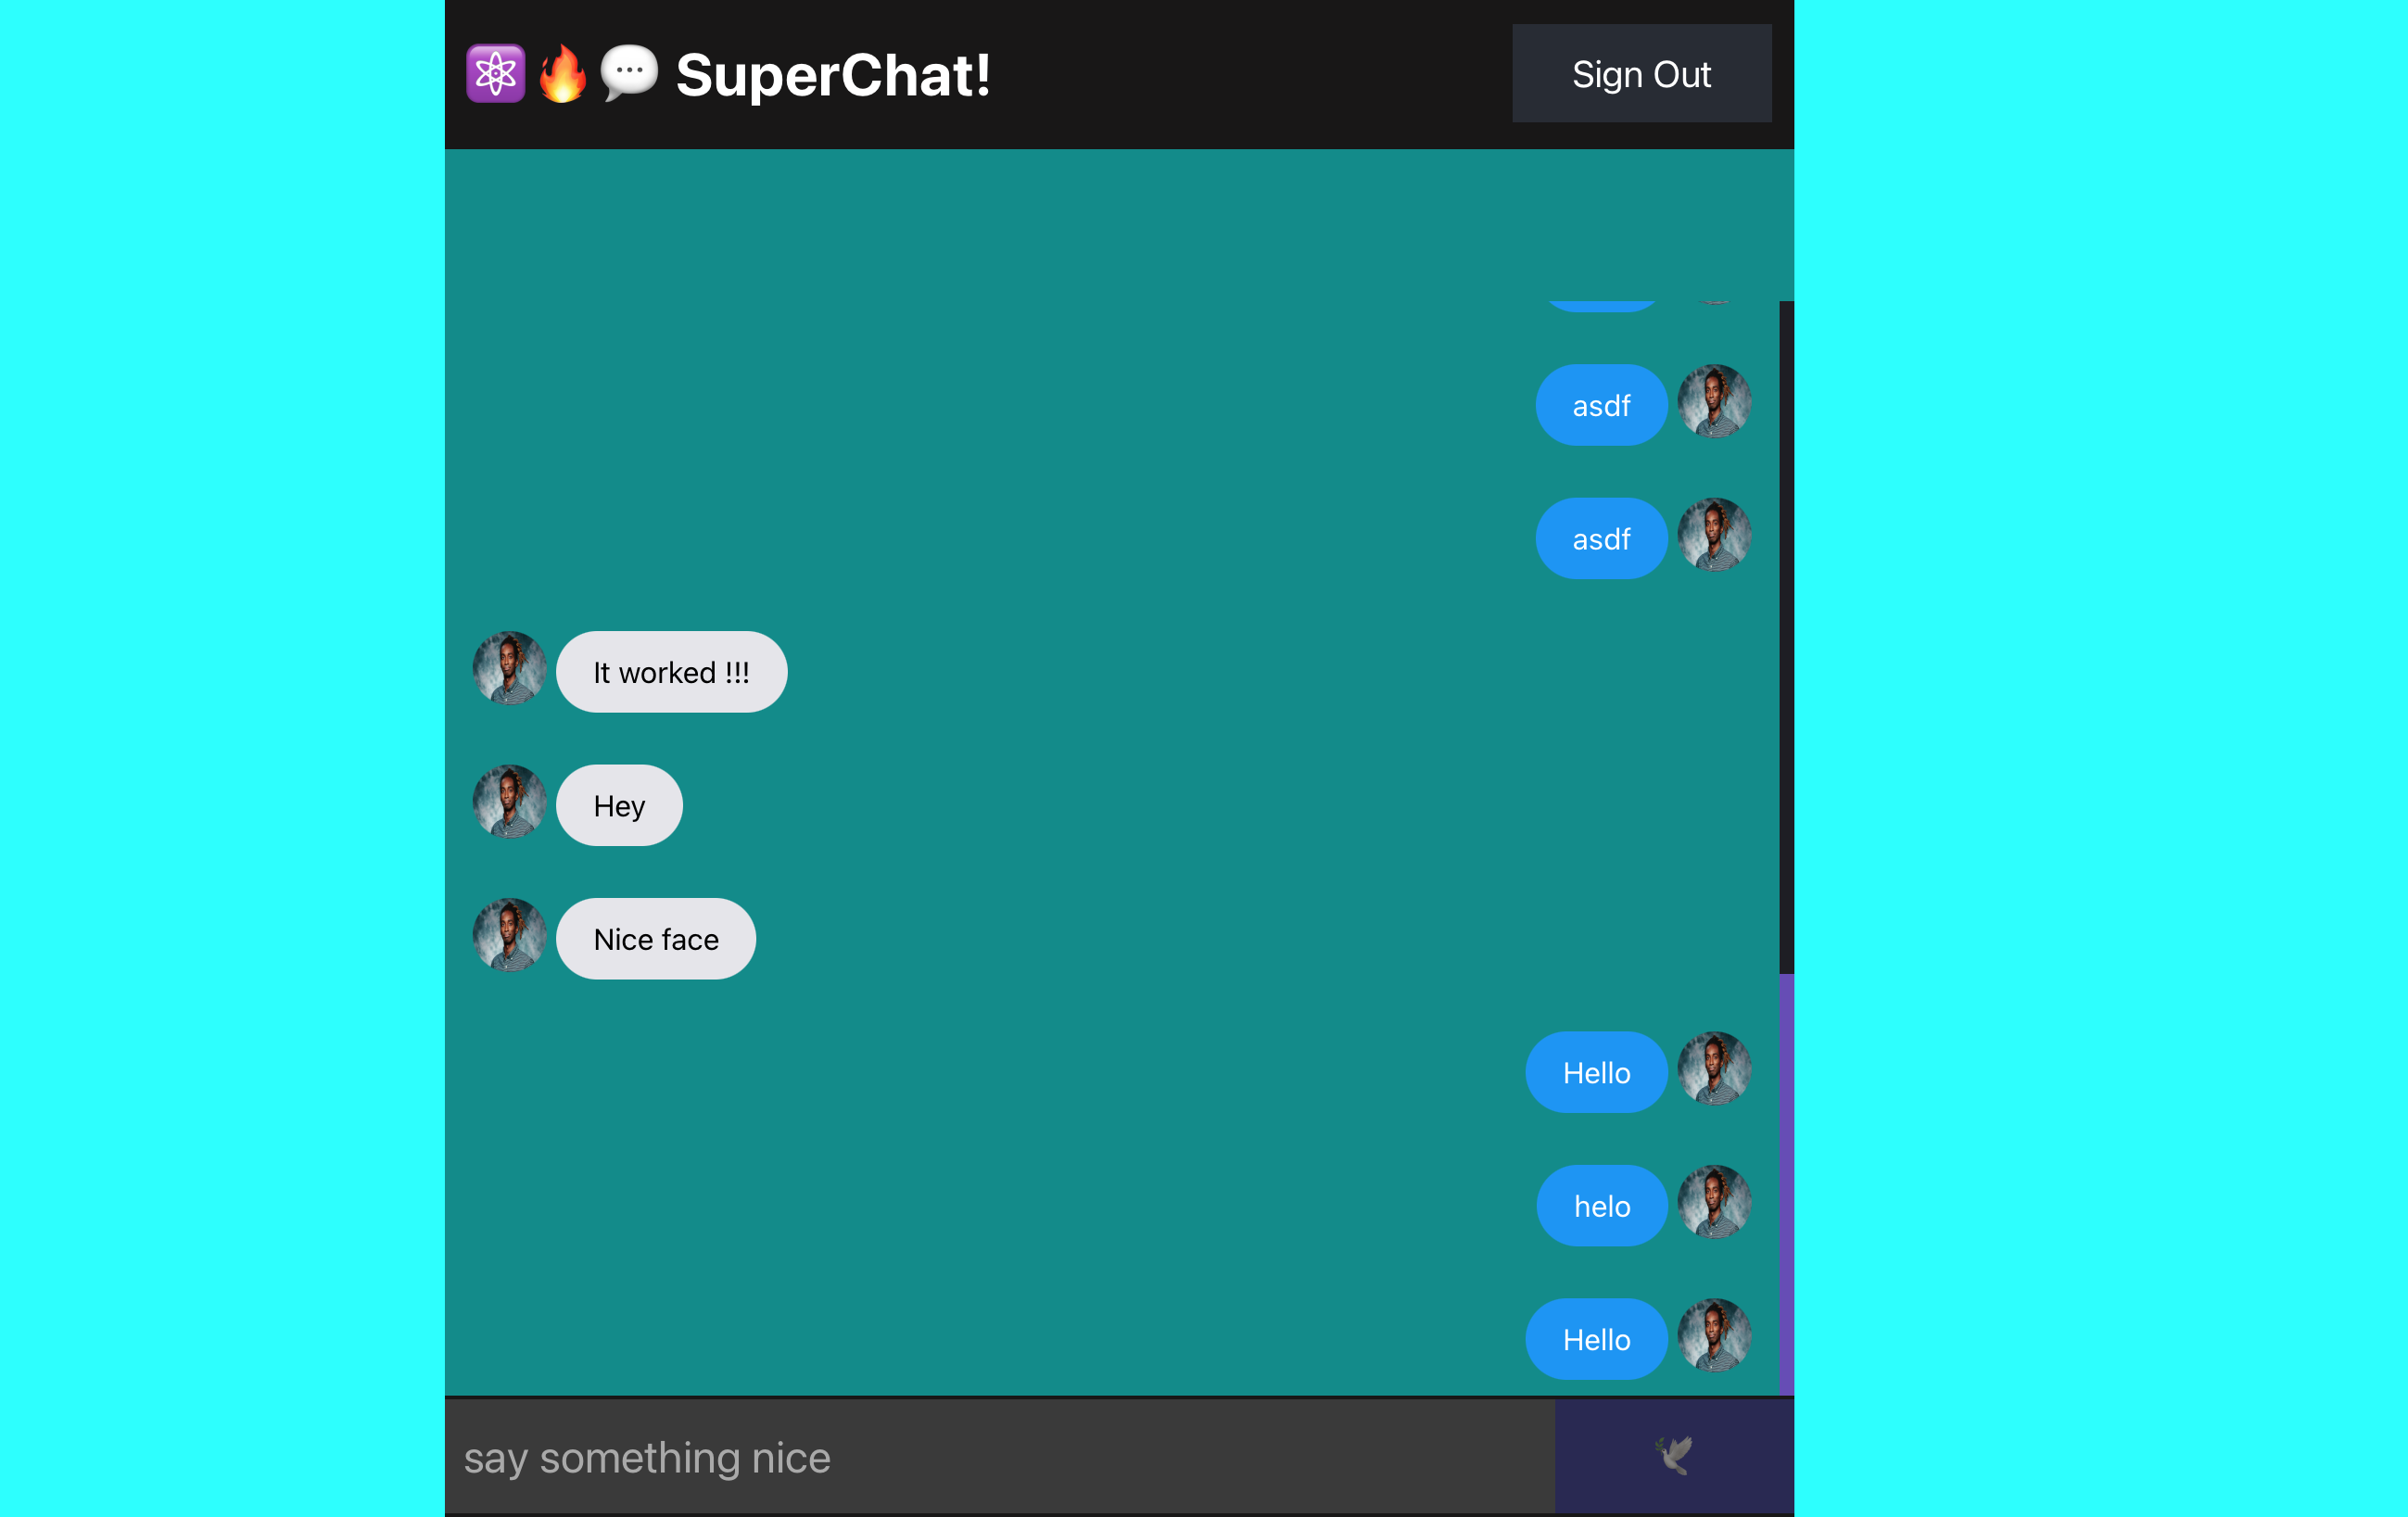 ⚛️🔥💬 SuperChat!
Sign Out
asdf
asdf
It worked !!!
Hey
Nice face
Hello
helo
Hello
say something nice
🕊️